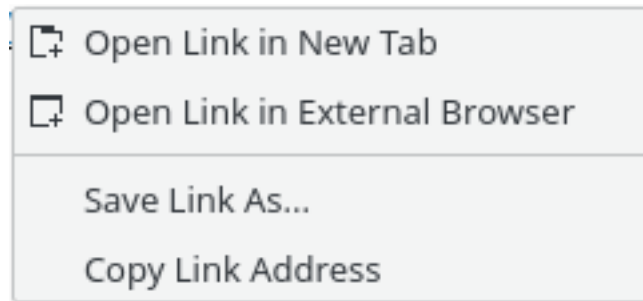 Open Link in New Tab
Open Link in External Browser
Save Link As...
Copy Link Address